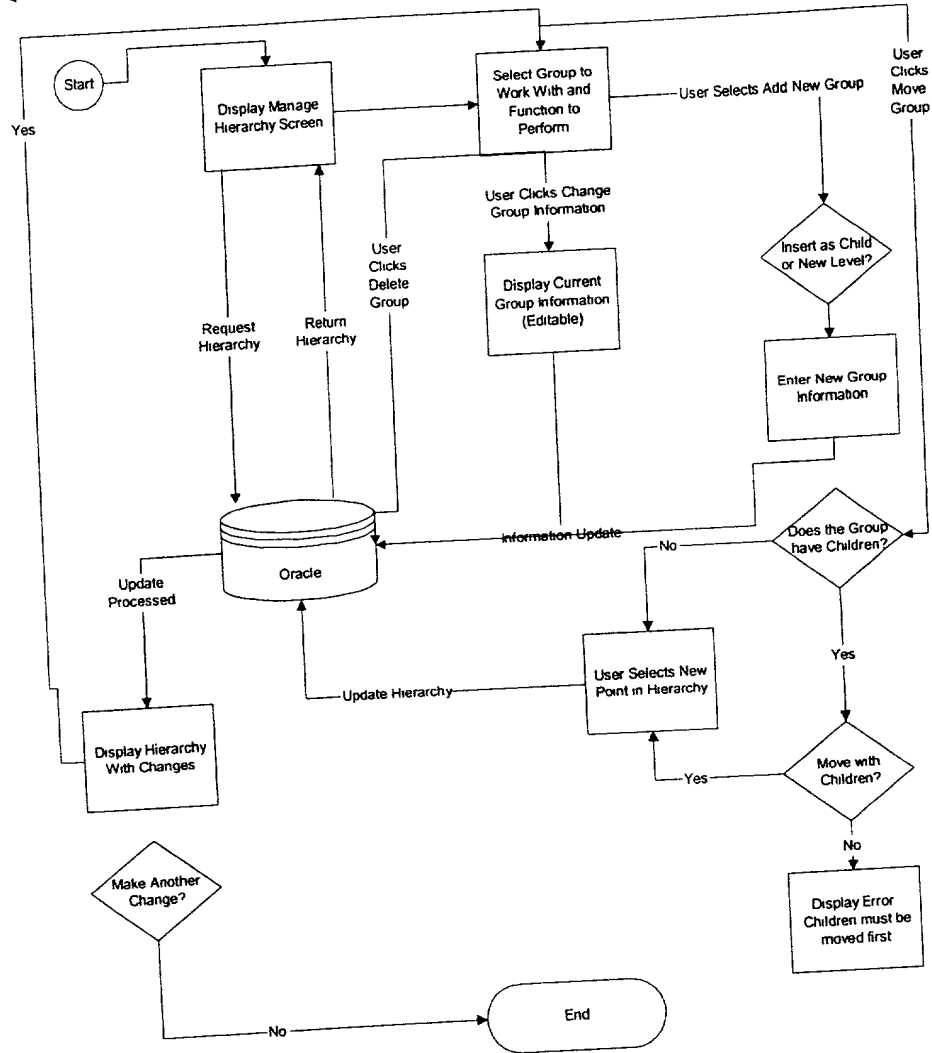 Start
Display Manage
Hierarchy Screen
Select Group to
Work With and
Function to
Perform
User Selects Add New Group
User
Clicks
Move
Group
Yes
User Clicks Change
Group Information
User
Clicks
Delete
Group
Insert as Child
or New Level?
Display Current
Group Information
(Editable)
Request
Hierarchy
Return
Hierarchy
Enter New Group
Information
Oracle
Information Update
Does the Group
have Children?
No
Update
Processed
Yes
User Selects New
Point in Hierarchy
Update Hierarchy
Display Hierarchy
With Changes
Move with
Children?
Yes
No
Make Another
Change?
Display Error
Children must be
moved first
No
End